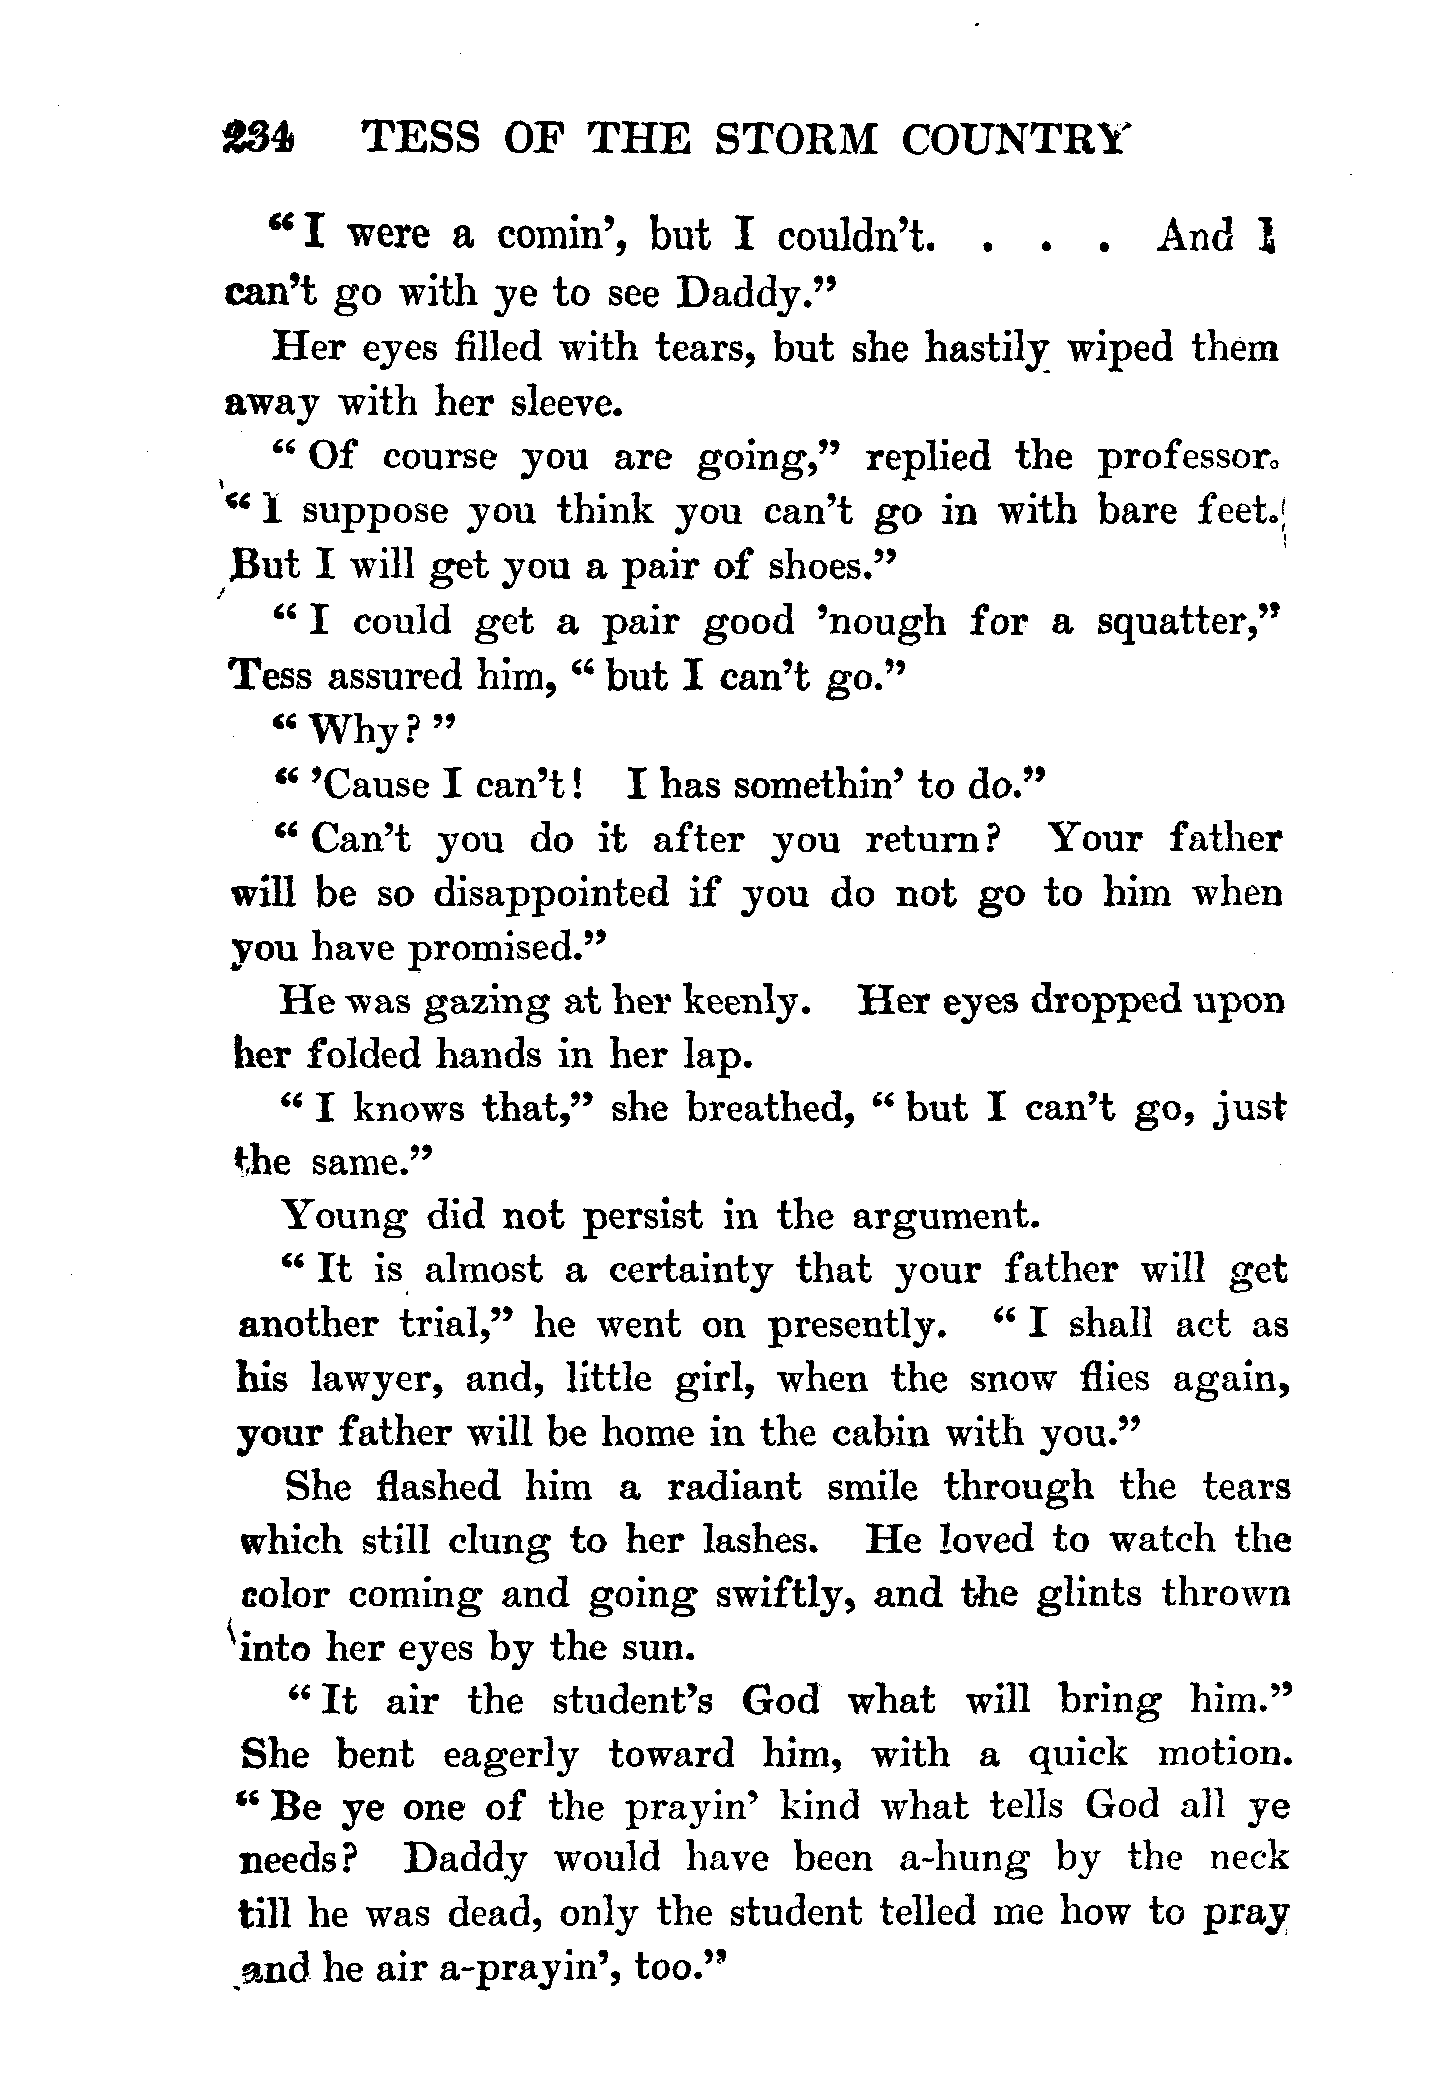 234 TESS OF THE STORM COUNTRY
“I were a comin’, but I couldn’t. . . . And I
can’t go with ye to see Daddy.”
Her eyes filled with tears, but she hastily wiped them
away with her sleeve.
“Of course you are going,” replied the professor.
“I suppose you think you can’t go in with bare feet.
But I will get you a pair of shoes.”
“I could get a pair good ’nough for a squatter,”
Tess assured him, “but I can’t go.”
“Why?”
“’Cause I can’t! I has somethin’ to do.”
“Can’t you do it after you return? Your father
will be so disappointed if you do not go to him when
you have promised.”
He was gazing at her keenly. Her eyes dropped upon
her folded hands in her lap.
“I knows that,” she breathed, “but I can’t go, just
the same.”
Young did not persist in the argument.
“It is almost a certainty that your father will get
another trial,” he went on presently. “I shall act as
his lawyer, and, little girl, when the snow flies again,
your father will be home in the cabin with you.”
She flashed him a radiant smile through the tears
which still clung to her lashes. He loved to watch the
color coming and going swiftly, and the glints thrown
into her eyes by the sun.
“It air the student’s God what will bring him.”
She bent eagerly toward him, with a quick motion.
“Be ye one of the prayin’ kind what tells God all ye
needs? Daddy would have been a-hung by the neck
till he was dead, only the student telled me how to pray
and he air a-prayin’, too.”